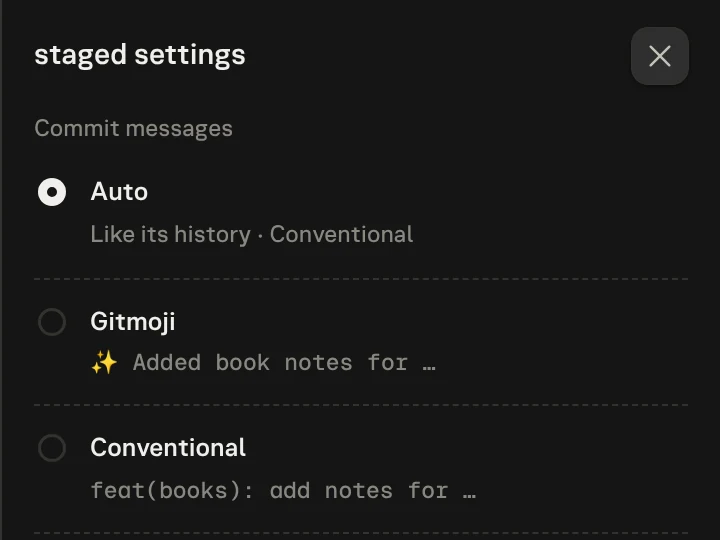 staged settings
Commit messages
Auto
Like its history · Conventional
Gitmoji
✨ Added book notes for …
Conventional
feat(books): add notes for …